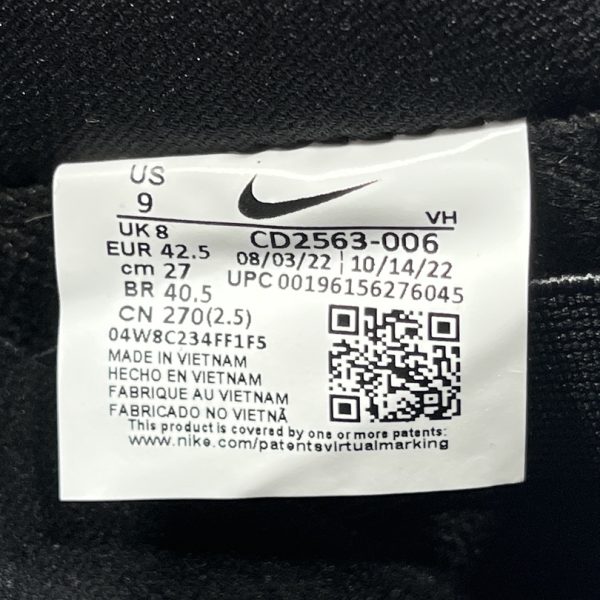 US
9
VH
UK 8
EUR 42.5
cm 27
BR 40.5
CN 270(2.5)
CD2563-006
08/03/22 | 10/14/22
UPC 00196156276045
04W8C234FF1F5
MADE IN VIETNAM
HECHO EN VIETNAM
FABRIQUE AU VIETNAM
FABRICADO NO VIETNÃ
This product is covered by one or more patents:
www.nike.com/patentsvirtualmarking